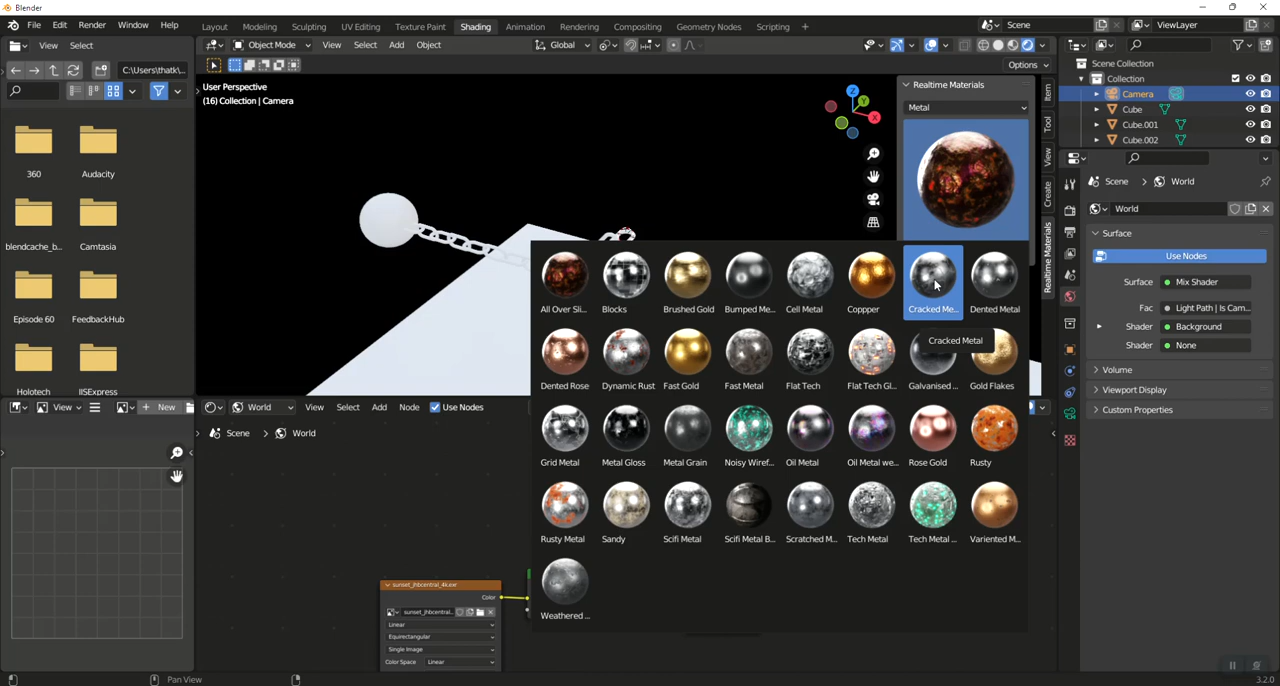 Blender
File Edit Render Window Help
Layout Modeling Sculpting UV Editing Texture Paint Shading Animation Rendering Compositing Geometry Nodes Scripting +
Scene
ViewLayer
View Select
Object Mode View Select Add Object
Global
Options
C:\Users\thatk\...
360
Audacity
blendcache_b...
Camtasia
Episode 60
FeedbackHub
Holotech
IISExpress
User Perspective
(16) Collection | Camera
Realtime Materials
Metal
Item
Tool
View
Create
Realtime Materials
All Over Sli...
Blocks
Brushed Gold
Bumped Me...
Cell Metal
Coppper
Cracked Me...
Dented Metal
Cracked Metal
Dented Rose
Dynamic Rust
Fast Gold
Fast Metal
Flat Tech
Flat Tech Gl...
Galvanised ...
Gold Flakes
Grid Metal
Metal Gloss
Metal Grain
Noisy Wiref...
Oil Metal
Oil Metal we...
Rose Gold
Rusty
Rusty Metal
Sandy
Scifi Metal
Scifi Metal B...
Scratched M...
Tech Metal
Tech Metal ...
Variented M...
Weathered ...
Scene Collection
Collection
Camera
Cube
Cube.001
Cube.002
Scene > World
World
Surface
Use Nodes
Surface Mix Shader
Fac Light Path | Is Cam...
Shader Background
Shader None
Volume
Viewport Display
Custom Properties
View
+ New
World View Select Add Node Use Nodes
Scene > World
sunset_jhbcentral_4k.exr
Color
sunset_jhbcentral...
Linear
Equirectangular
Single Image
Color Space Linear
Pan View
3.2.0